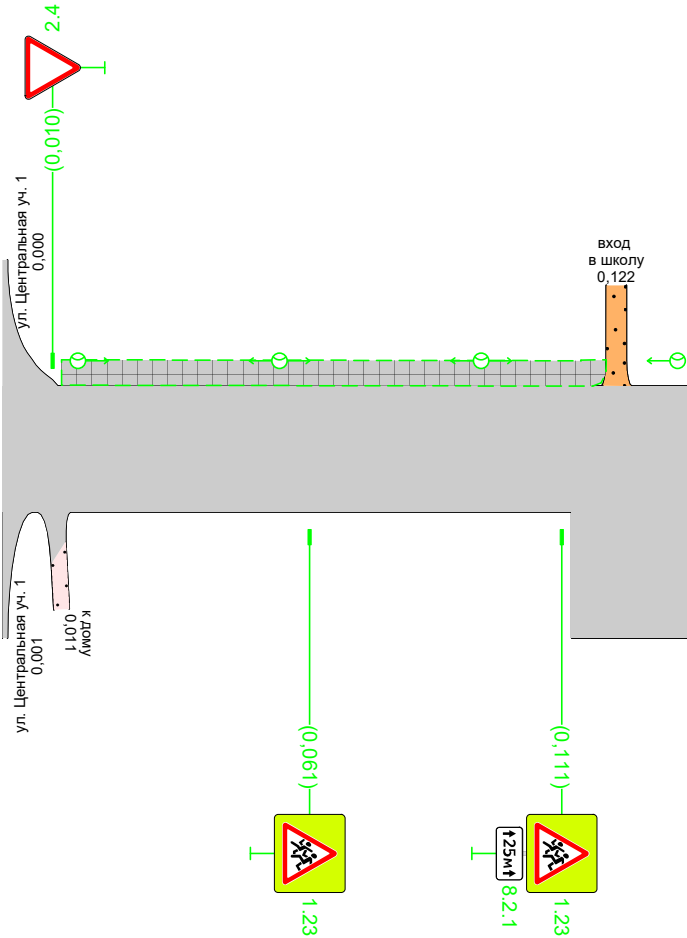 2.4
(0,010)
ул. Центральная уч. 1
0,000
вход
в школу
0,122
ул. Центральная уч. 1
0,001
к дому
0,011
(0,061)
(0,111)
↑25м↑
8.2.1
1.23
1.23